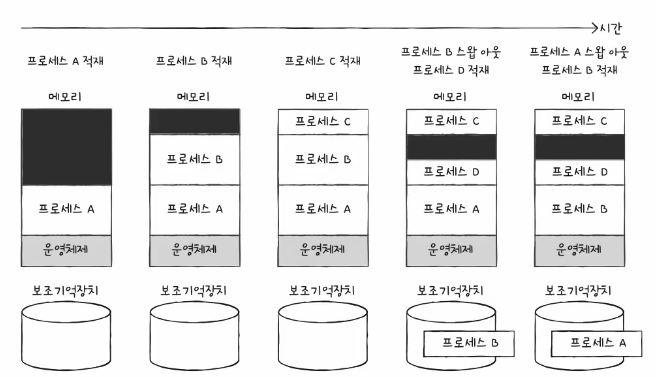 시간
프로세스 A 적재
프로세스 B 적재
프로세스 C 적재
프로세스 B 스왑 아웃
프로세스 D 적재
프로세스 A 스왑 아웃
프로세스 B 적재
메모리
메모리
메모리
메모리
메모리
프로세스 A
운영체제
프로세스 B
프로세스 A
운영체제
프로세스 C
프로세스 B
프로세스 A
운영체제
프로세스 C
프로세스 D
프로세스 A
운영체제
프로세스 C
프로세스 D
프로세스 B
운영체제
보조기억장치
보조기억장치
보조기억장치
보조기억장치
보조기억장치
프로세스 B
프로세스 A